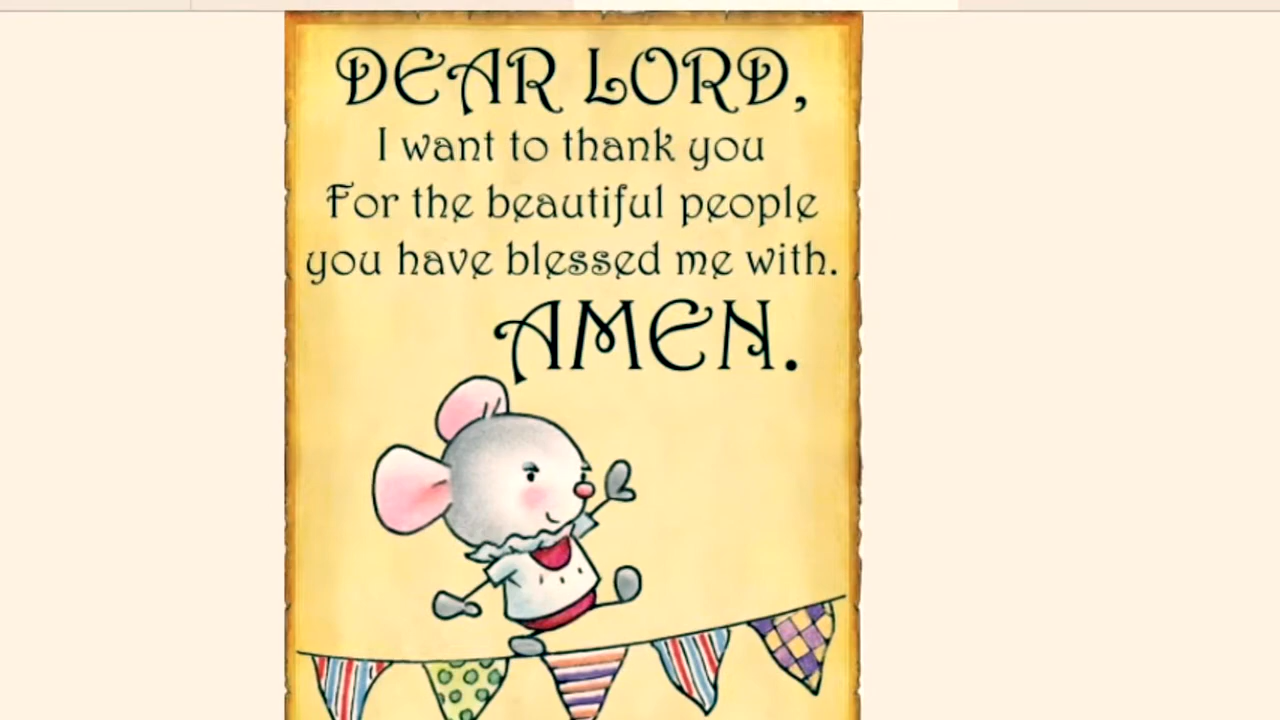 DEAR LORD,
I want to thank you
For the beautiful people
you have blessed me with.
AMEN.